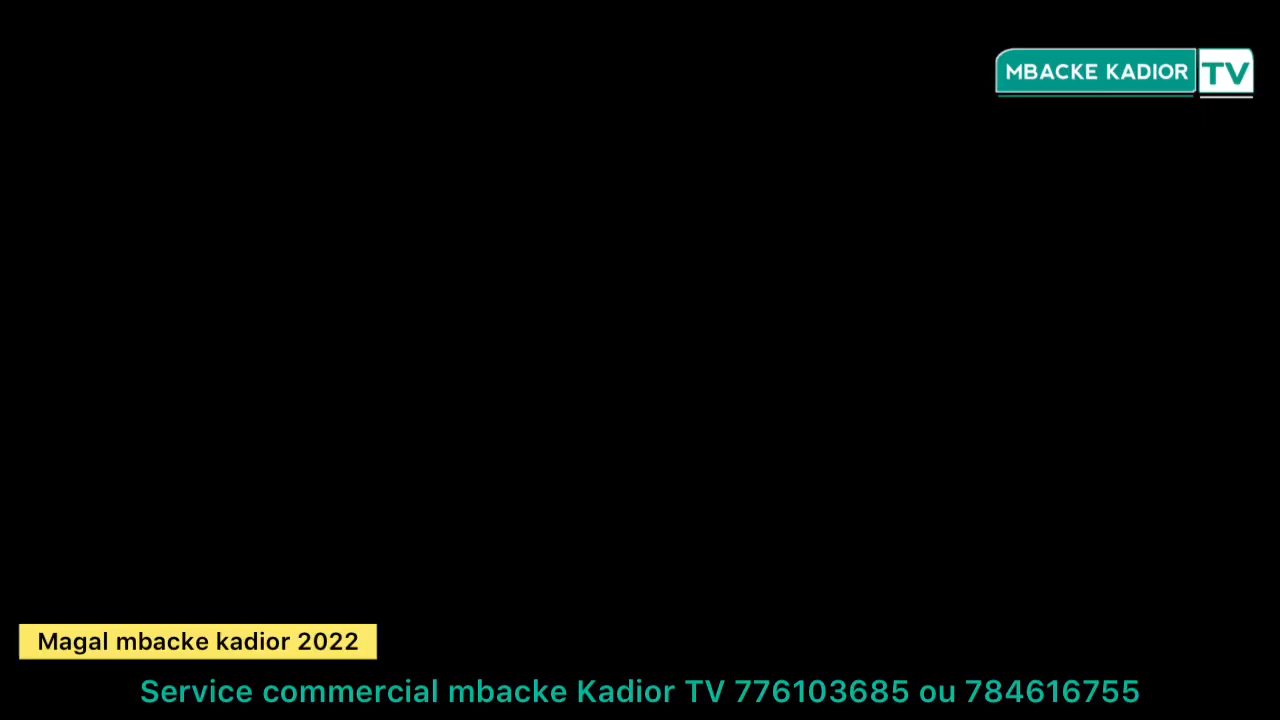 MBACKE KADIOR TV
Magal mbacke kadior 2022
Service commercial mbacke Kadior TV 776103685 ou 784616755